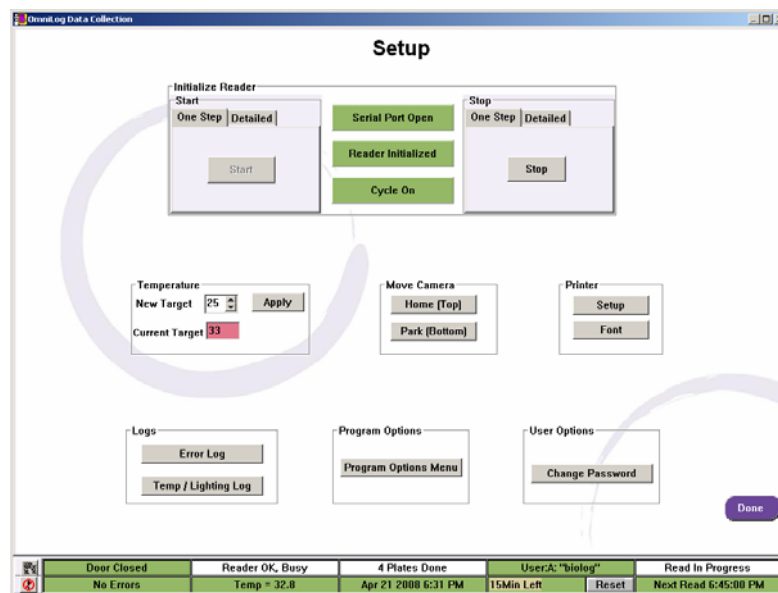 OmniLog Data Collection
Setup
Initialize Reader
Start
One Step Detailed
Start
Serial Port Open
Reader Initialized
Cycle On
Stop
One Step Detailed
Stop
Temperature
New Target 25 Apply
Current Target 33
Move Camera
Home (Top)
Park (Bottom)
Printer
Setup
Font
Logs
Error Log
Temp / Lighting Log
Program Options
Program Options Menu
User Options
Change Password
Done
Door Closed Reader OK, Busy 4 Plates Done User:A: "biolog" Read In Progress
No Errors Temp = 32.8 Apr 21 2008 6:31 PM 15Min Left Reset Next Read 6:45:00 PM